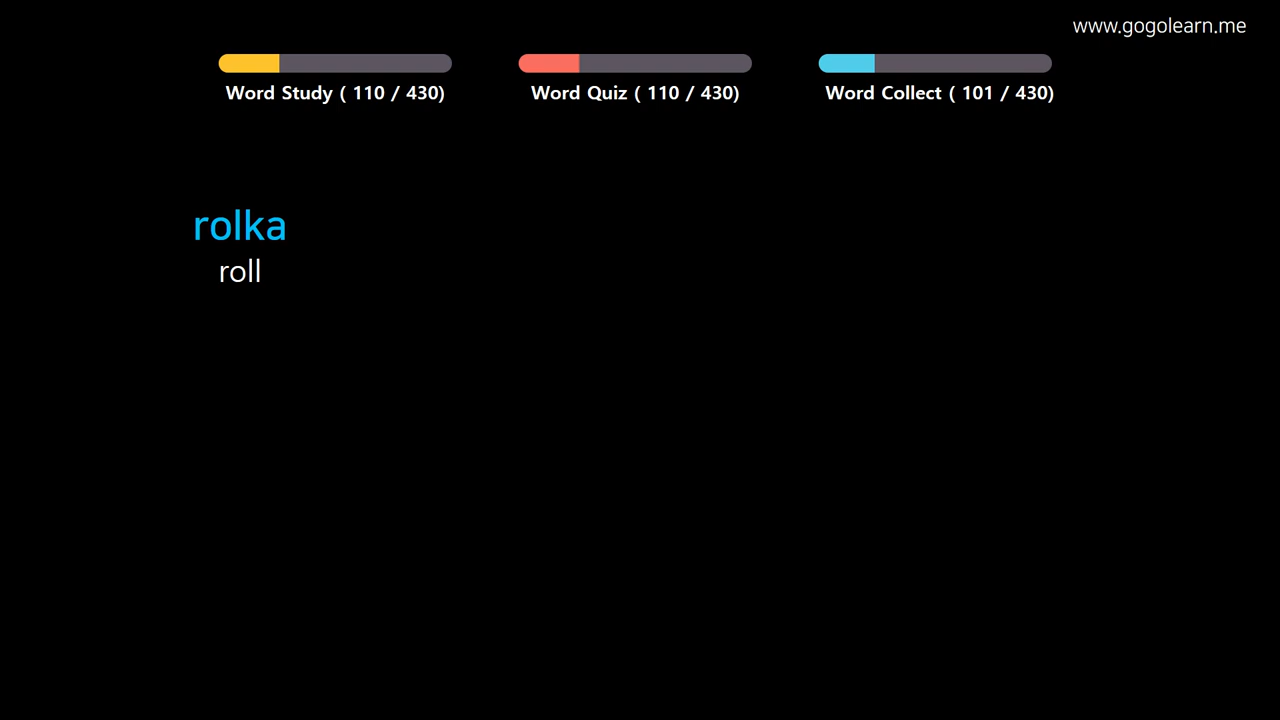 www.gogolearn.me
Word Study ( 110 / 430)
Word Quiz ( 110 / 430)
Word Collect ( 101 / 430)
rolka
roll